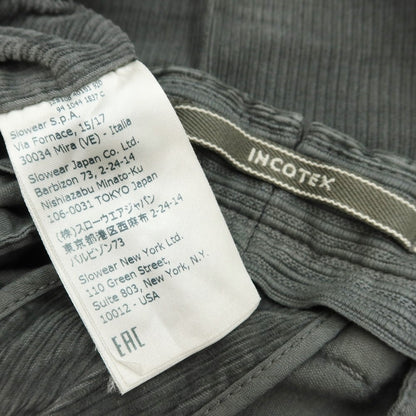 Slowear S.p.A.
Via Fornace, 15/17
30034 Mira (VE) - Italia
Slowear Japan Co. Ltd.
Barbizon 73, 2-24-14
Nishiazabu Minato-Ku
106-0031 TOKYO JAPAN
(株)スローウエアジャパン
東京都港区西麻布 2-24-14
バルビゾン73
Slowear New York Ltd.
110 Green Street,
Suite 803, New York, N.Y.
10012 - USA
EAC
INCOTEX